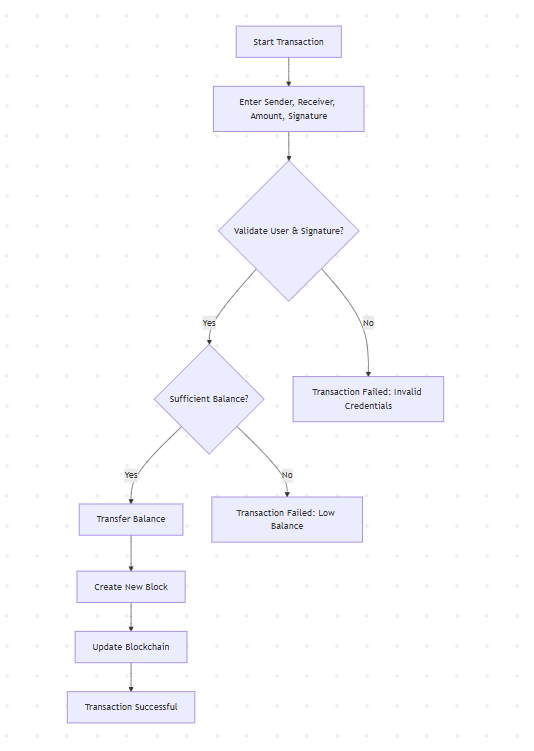 Start Transaction
Enter Sender, Receiver,
Amount, Signature
Validate User & Signature?
Yes
No
Sufficient Balance?
Transaction Failed: Invalid
Credentials
Yes
No
Transfer Balance
Transaction Failed: Low
Balance
Create New Block
Update Blockchain
Transaction Successful